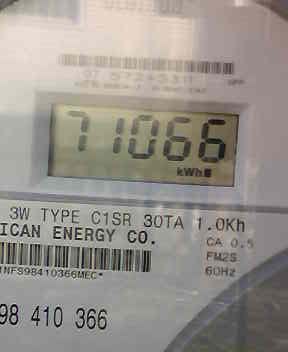 71066
kWh
3W TYPE C1SR 30TA 1.0Kh
ICAN ENERGY CO.
CA 0.5
FM2S
60Hz
NFS98410366MEC*
98 410 366